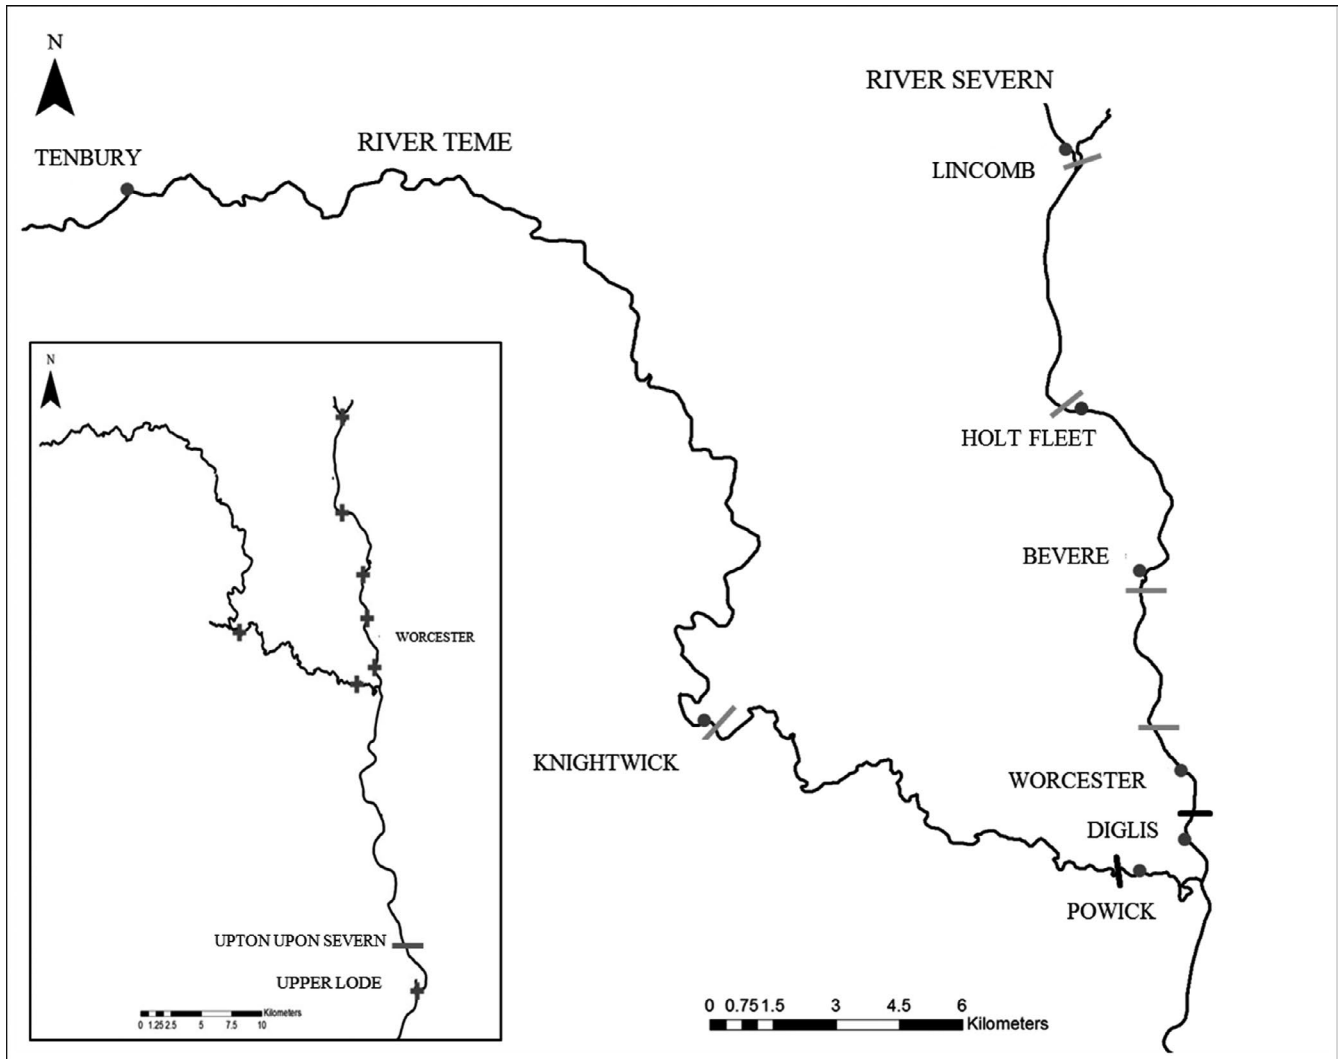 N
RIVER SEVERN
RIVER TEME
TENBURY
LINCOMB
HOLT FLEET
BEVERE
KNIGHTWICK
WORCESTER
DIGLIS
POWICK
0 0.75 1.5 3 4.5 6
Kilometers
N
WORCESTER
UPTON UPON SEVERN
UPPER LODE
0 1.25 2.5 5 7.5 10
Kilometers